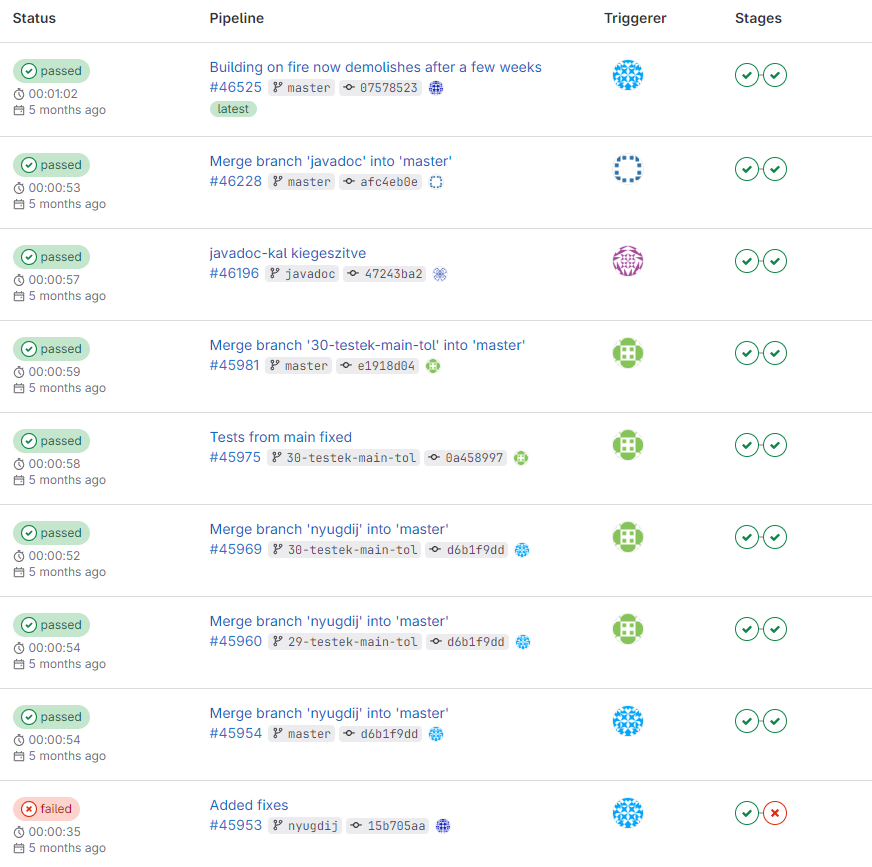 Status Pipeline Triggerer Stages
passed
Building on fire now demolishes after a few weeks
#46525 master 07578523
00:01:02
5 months ago
latest
passed
Merge branch 'javadoc' into 'master'
#46228 master afc4eb0e
00:00:53
5 months ago
passed
javadoc-kal kiegeszitve
#46196 javadoc 47243ba2
00:00:57
5 months ago
passed
Merge branch '30-testek-main-tol' into 'master'
#45981 master e1918d04
00:00:59
5 months ago
passed
Tests from main fixed
#45975 30-testek-main-tol 0a458997
00:00:58
5 months ago
passed
Merge branch 'nyugdij' into 'master'
#45969 30-testek-main-tol d6b1f9dd
00:00:52
5 months ago
passed
Merge branch 'nyugdij' into 'master'
#45960 29-testek-main-tol d6b1f9dd
00:00:54
5 months ago
passed
Merge branch 'nyugdij' into 'master'
#45954 master d6b1f9dd
00:00:54
5 months ago
failed
Added fixes
#45953 nyugdij 15b705aa
00:00:35
5 months ago